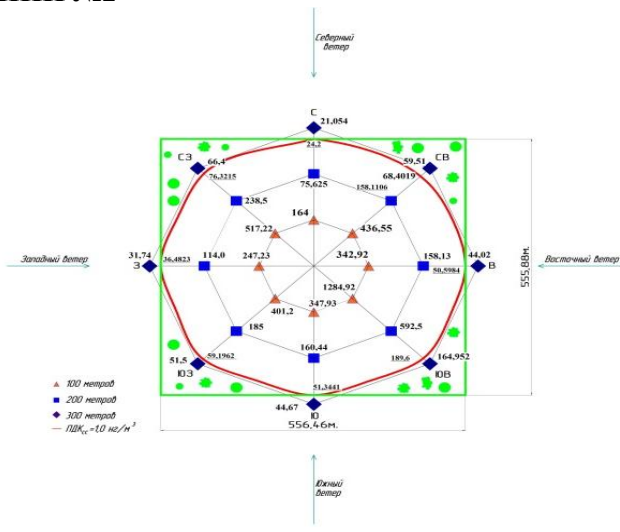 Северный
ветер
С
21,054
24,2
СЗ
66,4
76,3215
59,51
СВ
68,4019
75,625
158,1106
238,5
164
517,22
436,55
31,74
36,4823
З
114,0
247,23
342,92
158,13
44,02
50,5984
В
Западный ветер
Восточный ветер
555,88м.
1284,92
401,2
347,93
185
592,5
160,44
51,5
59,1962
ЮЗ
189,6
164,952
ЮВ
51,3441
44,67
Ю
556,46м.
100 метров
200 метров
300 метров
ПДКсс =1,0 кг/м³
Южный
ветер